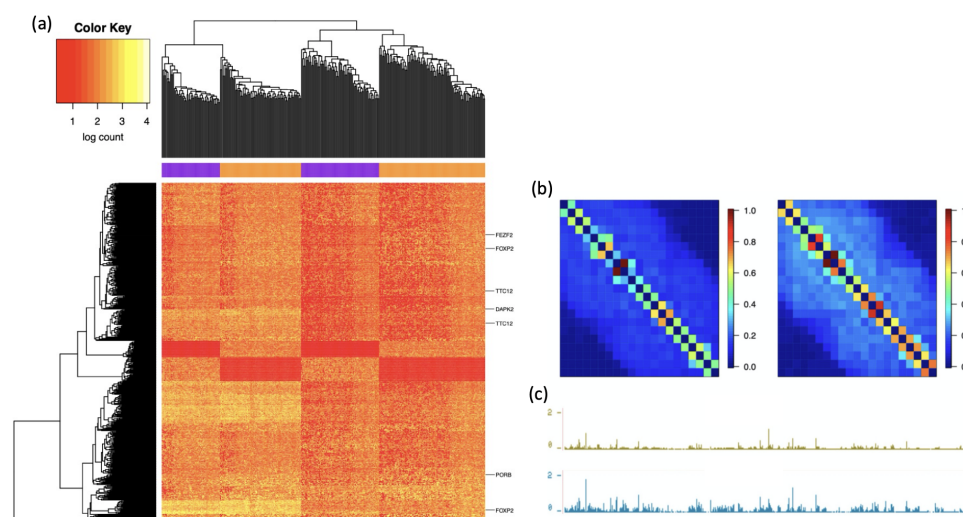 (a)
Color Key
1 2 3 4
log count
FEZF2
FOXP2
TTC12
DAPK2
TTC12
PORB
FOXP2
(b)
1.0
0.8
0.6
0.4
0.2
0.0
(c)
2
0
2
0